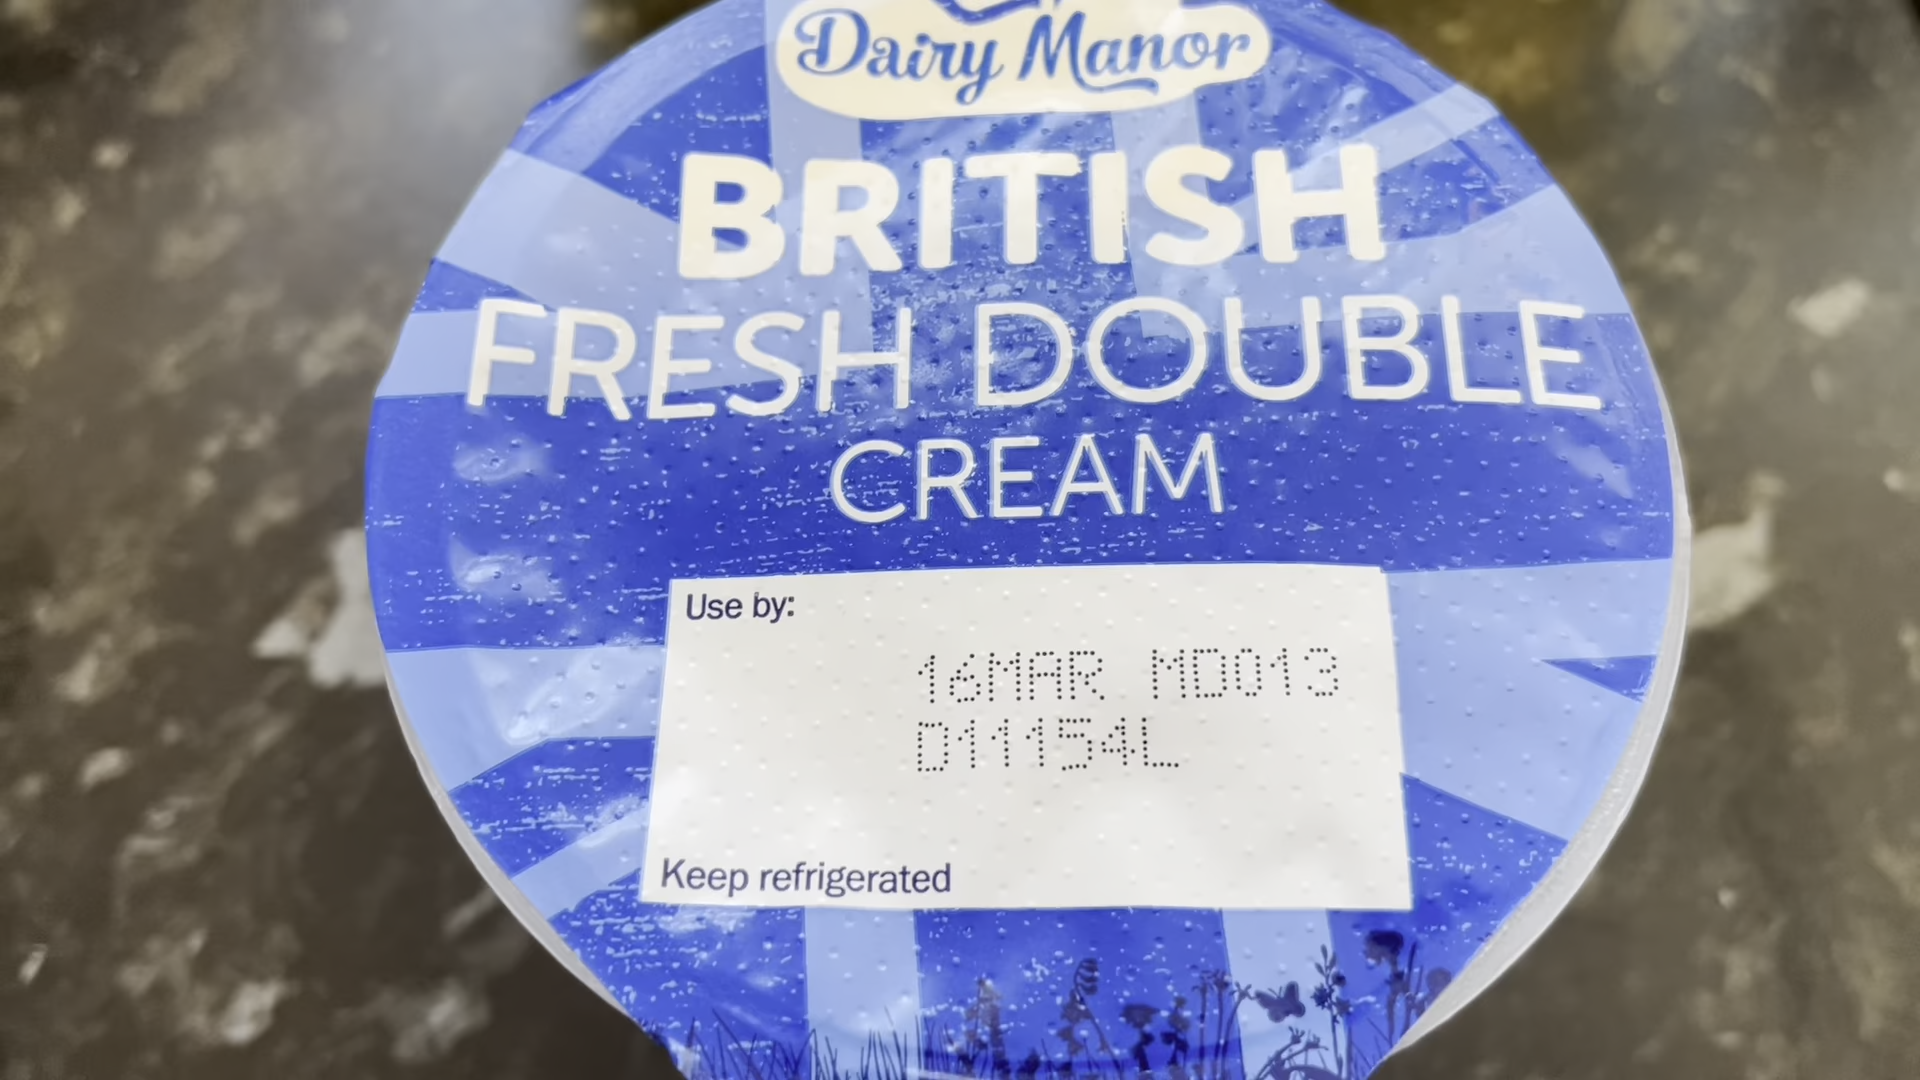 Dairy Manor
BRITISH
FRESH DOUBLE
CREAM
Use by:
16MAR MD013
D11154L
Keep refrigerated